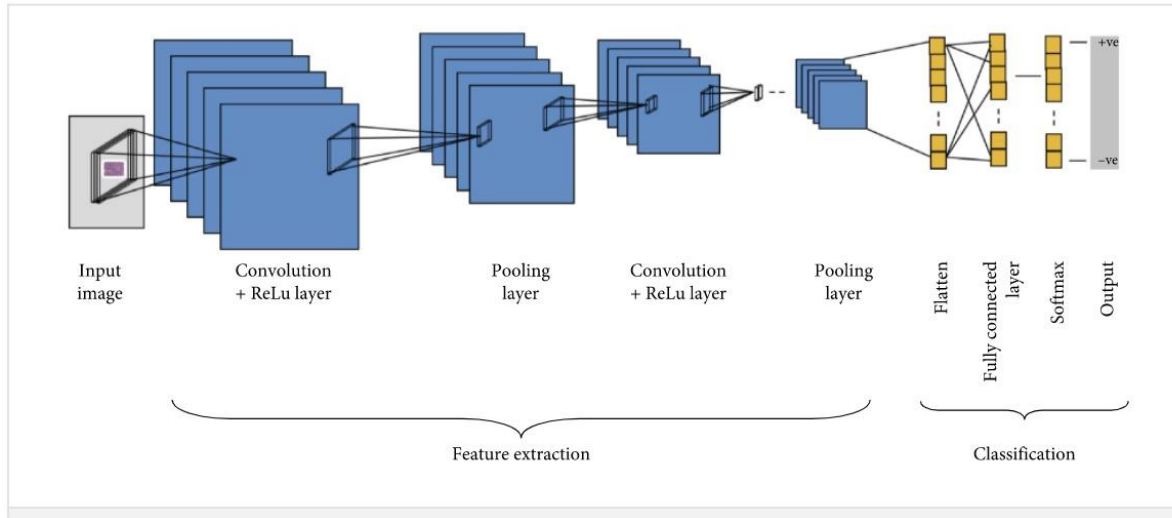 +ve
−ve
Input
image
Convolution
+ ReLu layer
Pooling
layer
Convolution
+ ReLu layer
Pooling
layer
Flatten
Fully connected
layer
Softmax
Output
Feature extraction
Classification